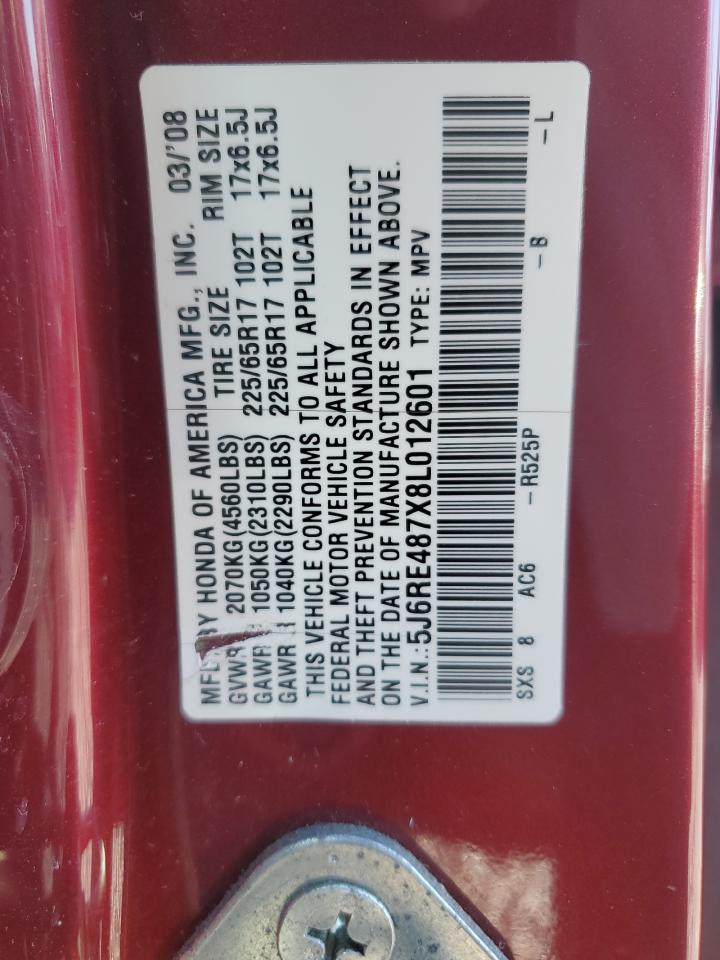 BY HONDA OF AMERICA MFG., INC. 03/'08
2070KG(4560LBS) TIRE SIZE RIM SIZE
GAWR 1050KG(2310LBS) 225/65R17 102T 17x6.5J
GAWR 1040KG(2290LBS) 225/65R17 102T 17x6.5J
THIS VEHICLE CONFORMS TO ALL APPLICABLE
FEDERAL MOTOR VEHICLE SAFETY
AND THEFT PREVENTION STANDARDS IN EFFECT
ON THE DATE OF MANUFACTURE SHOWN ABOVE.
V.I.N.:5J6RE487X8L012601 TYPE: MPV
SXS 8 AC6 -R525P -B -L